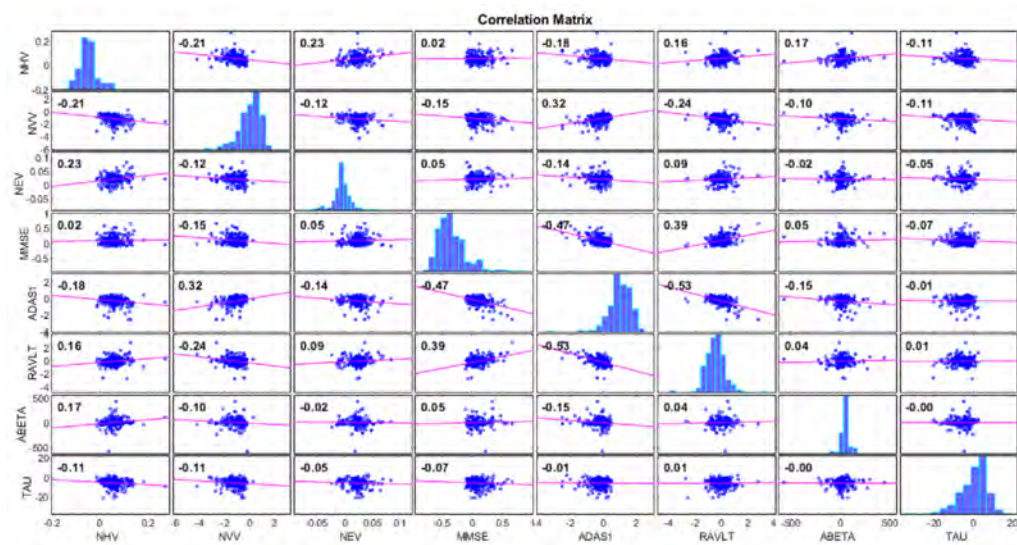 Correlation Matrix
NHV 0.2 0 -0.2 -0.21 0.23 0.02 -0.18 0.16 0.17 -0.11
NVV 2 0 -2 -4 -6 -0.21 -0.12 -0.15 0.32 -0.24 -0.10 -0.11
NEV 0.1 0.05 0 -0.05 0.23 -0.12 0.05 -0.14 0.09 -0.02 -0.05
MMSE 1 0.5 0 -0.5 0.02 -0.15 0.05 -0.47 0.39 0.05 -0.07
ADAS1 2 0 -2 -4 -0.18 0.32 -0.14 -0.47 -0.53 -0.15 -0.01
RAVLT 4 2 0 -2 -4 0.16 -0.24 0.09 0.39 -0.53 0.04 0.01
ABETA 500 0 -500 0.17 -0.10 -0.02 0.05 -0.15 0.04 -0.00
TAU 20 0 -20 -0.11 -0.11 -0.05 -0.07 -0.01 0.01 -0.00
-0.2 0 0.2 -6 -4 -2 0 2 -0.05 0 0.05 0.1 -0.5 0 0.5 -4 -2 0 2 -4 -2 0 2 4 -500 0 500 -20 0 20
NHV NVV NEV MMSE ADAS1 RAVLT ABETA TAU